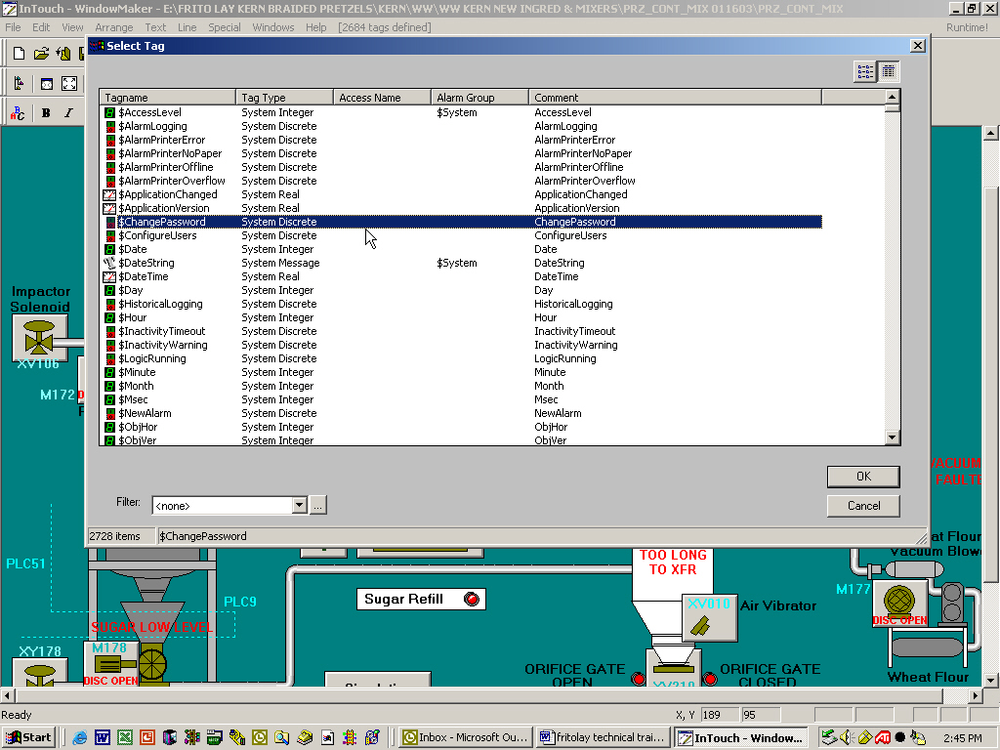 InTouch - WindowMaker - E:\FRITO LAY KERN BRAIDED PRETZELS\KERN\WW\WW KERN NEW INGRED & MIXERS\PRZ_CONT_MIX 011603\PRZ_CONT_MIX
File Edit View Arrange Text Line Special Windows Help [2684 tags defined] Runtime!
Select Tag
Tagname Tag Type Access Name Alarm Group Comment
$AccessLevel System Integer $System AccessLevel
$AlarmLogging System Discrete AlarmLogging
$AlarmPrinterError System Discrete AlarmPrinterError
$AlarmPrinterNoPaper System Discrete AlarmPrinterNoPaper
$AlarmPrinterOffline System Discrete AlarmPrinterOffline
$AlarmPrinterOverflow System Discrete AlarmPrinterOverflow
$ApplicationChanged System Real ApplicationChanged
$ApplicationVersion System Real ApplicationVersion
$ChangePassword System Discrete ChangePassword
$ConfigureUsers System Discrete ConfigureUsers
$Date System Integer Date
$DateString System Message $System DateString
$DateTime System Real DateTime
$Day System Integer Day
$HistoricalLogging System Discrete HistoricalLogging
$Hour System Integer Hour
$InactivityTimeout System Discrete InactivityTimeout
$InactivityWarning System Discrete InactivityWarning
$LogicRunning System Discrete LogicRunning
$Minute System Integer Minute
$Month System Integer Month
$Msec System Integer Msec
$NewAlarm System Discrete NewAlarm
$ObjHor System Integer ObjHor
$ObjVer System Integer ObjVer
OK
Filter: <none> ...
Cancel
2728 items $ChangePassword
Impactor
Solenoid
XV106
M172
VACUUM
FAULT
at Flour
Vacuum Blow
PLC51
TOO LONG
TO XFR
M177
Sugar Refill
PLC9
XV010
Air Vibrator
SUGAR LOW LEVEL
DISC OPEN
XY178
M178
DISC OPEN
ORIFICE GATE
OPEN
ORIFICE GATE
CLOSED
Wheat Flour
XV210
Ready X, Y 189 95
Start Inbox - Microsoft Ou... fritolay technical trai... InTouch - Window... 2:45 PM